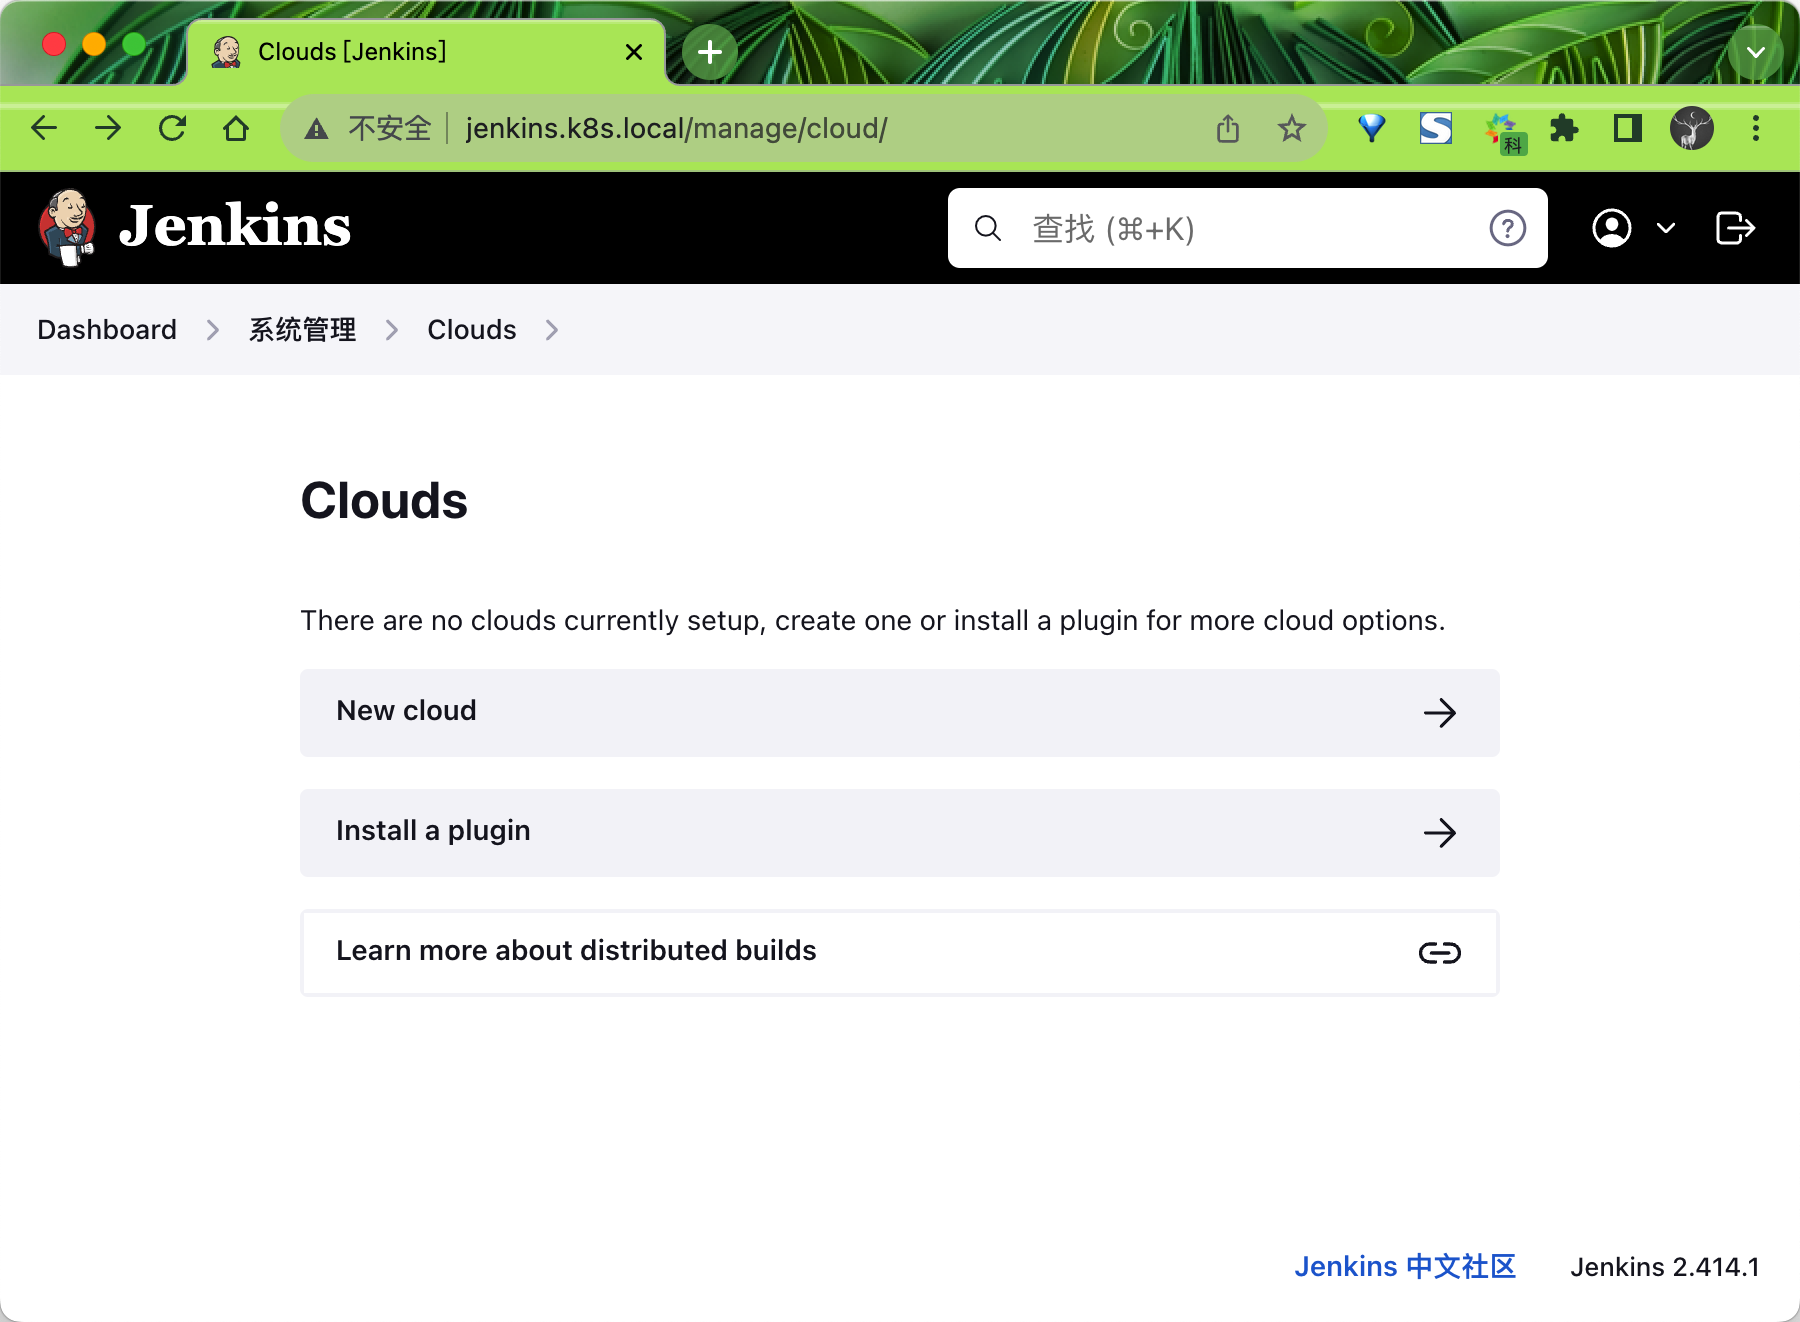 Clouds [Jenkins]
不安全 jenkins.k8s.local/manage/cloud/
科
Jenkins
查找 (⌘+K)
Dashboard
系统管理
Clouds
Clouds
There are no clouds currently setup, create one or install a plugin for more cloud options.
New cloud
Install a plugin
Learn more about distributed builds
Jenkins 中文社区
Jenkins 2.414.1